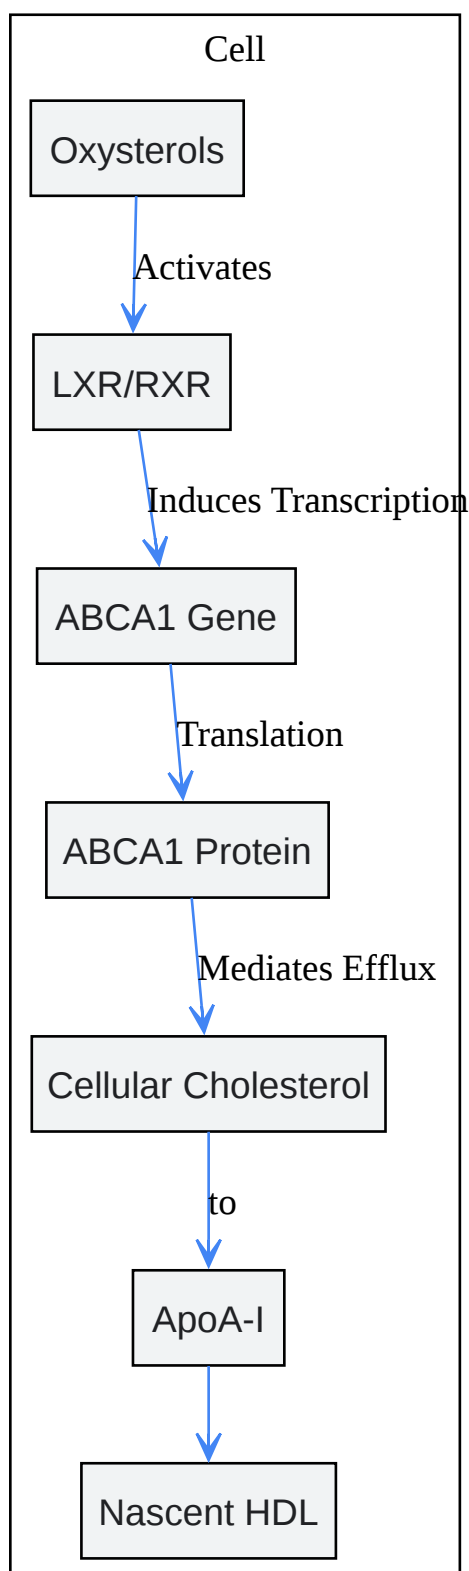 Cell
Oxysterols
Activates
LXR/RXR
Induces Transcription
ABCA1 Gene
Translation
ABCA1 Protein
Mediates Efflux
Cellular Cholesterol
to
ApoA-I
Nascent HDL